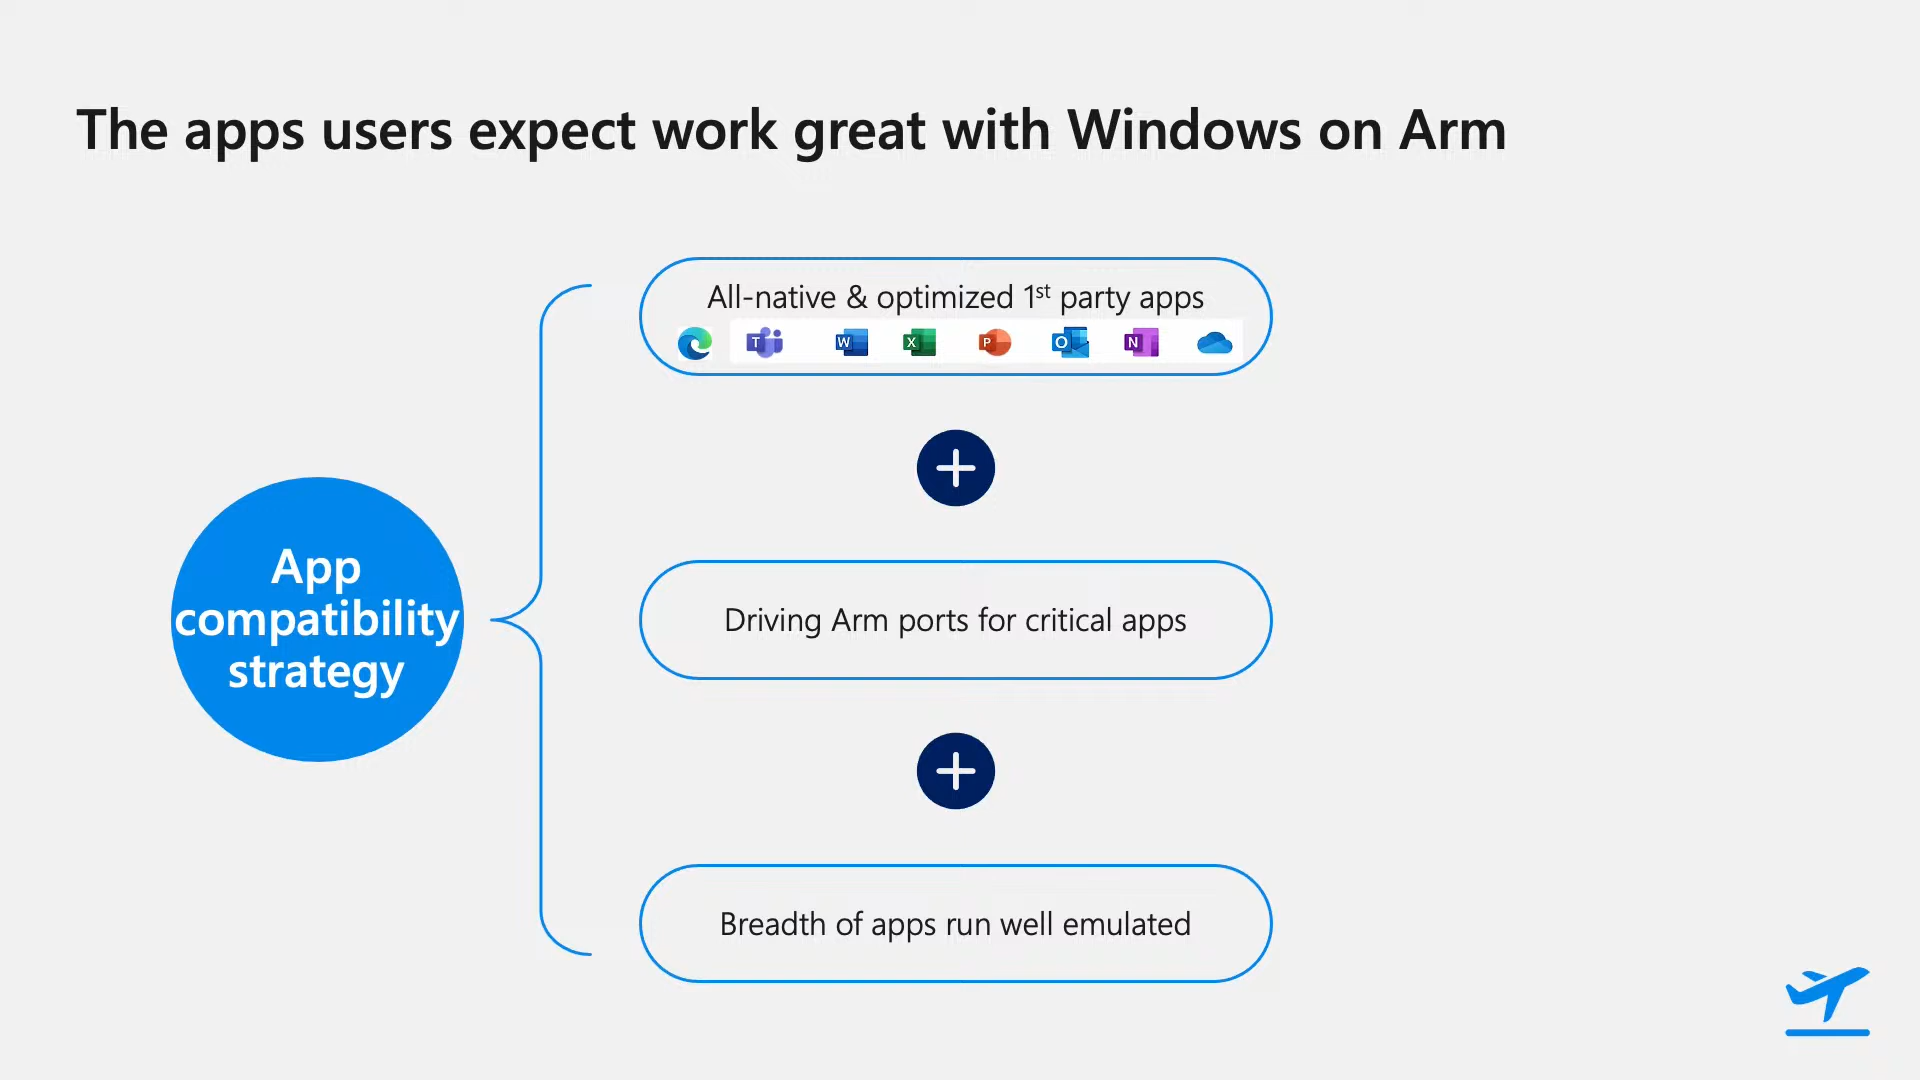 The apps users expect work great with Windows on Arm
All-native & optimized 1st party apps
T W X P O N
App
compatibility
strategy
Driving Arm ports for critical apps
Breadth of apps run well emulated